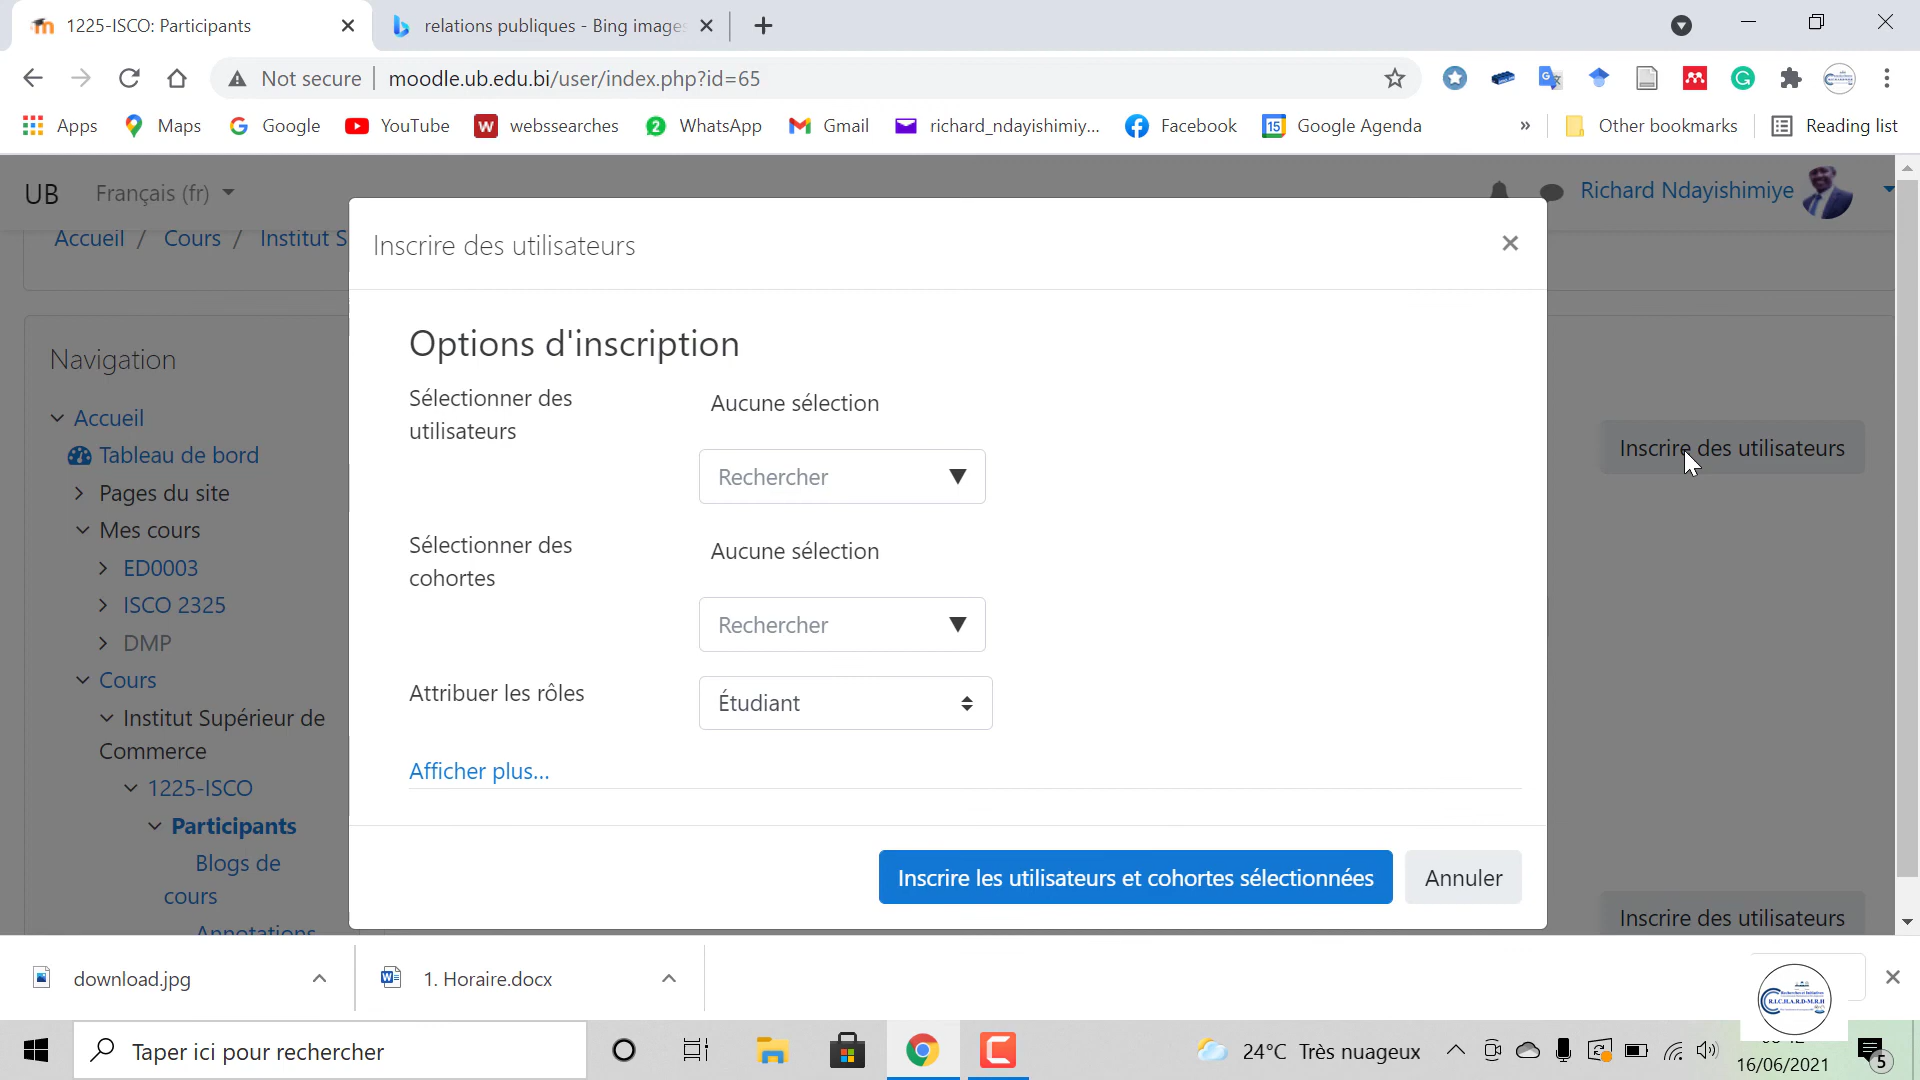 1225-ISCO: Participants
relations publiques - Bing images
Not secure
moodle.ub.edu.bi/user/index.php?id=65
Apps
Maps
Google
YouTube
webssearches
WhatsApp
Gmail
richard_ndayishimiy...
Facebook
Google Agenda
»
Other bookmarks
Reading list
UB
Français (fr)
Richard Ndayishimiye
Accueil / Cours / Institut S
Inscrire des utilisateurs
Options d'inscription
Sélectionner des
utilisateurs
Aucune sélection
Rechercher
Sélectionner des
cohortes
Aucune sélection
Rechercher
Attribuer les rôles
Étudiant
Afficher plus...
Inscrire les utilisateurs et cohortes sélectionnées
Annuler
Navigation
Accueil
Tableau de bord
Pages du site
Mes cours
ED0003
ISCO 2325
DMP
Cours
Institut Supérieur de
Commerce
1225-ISCO
Participants
Blogs de
cours
Annotations
Inscrire des utilisateurs
Inscrire des utilisateurs
download.jpg
1. Horaire.docx
R.I.C.H.A.R.D-M.R.H
Taper ici pour rechercher
24°C Très nuageux
16/06/2021
5